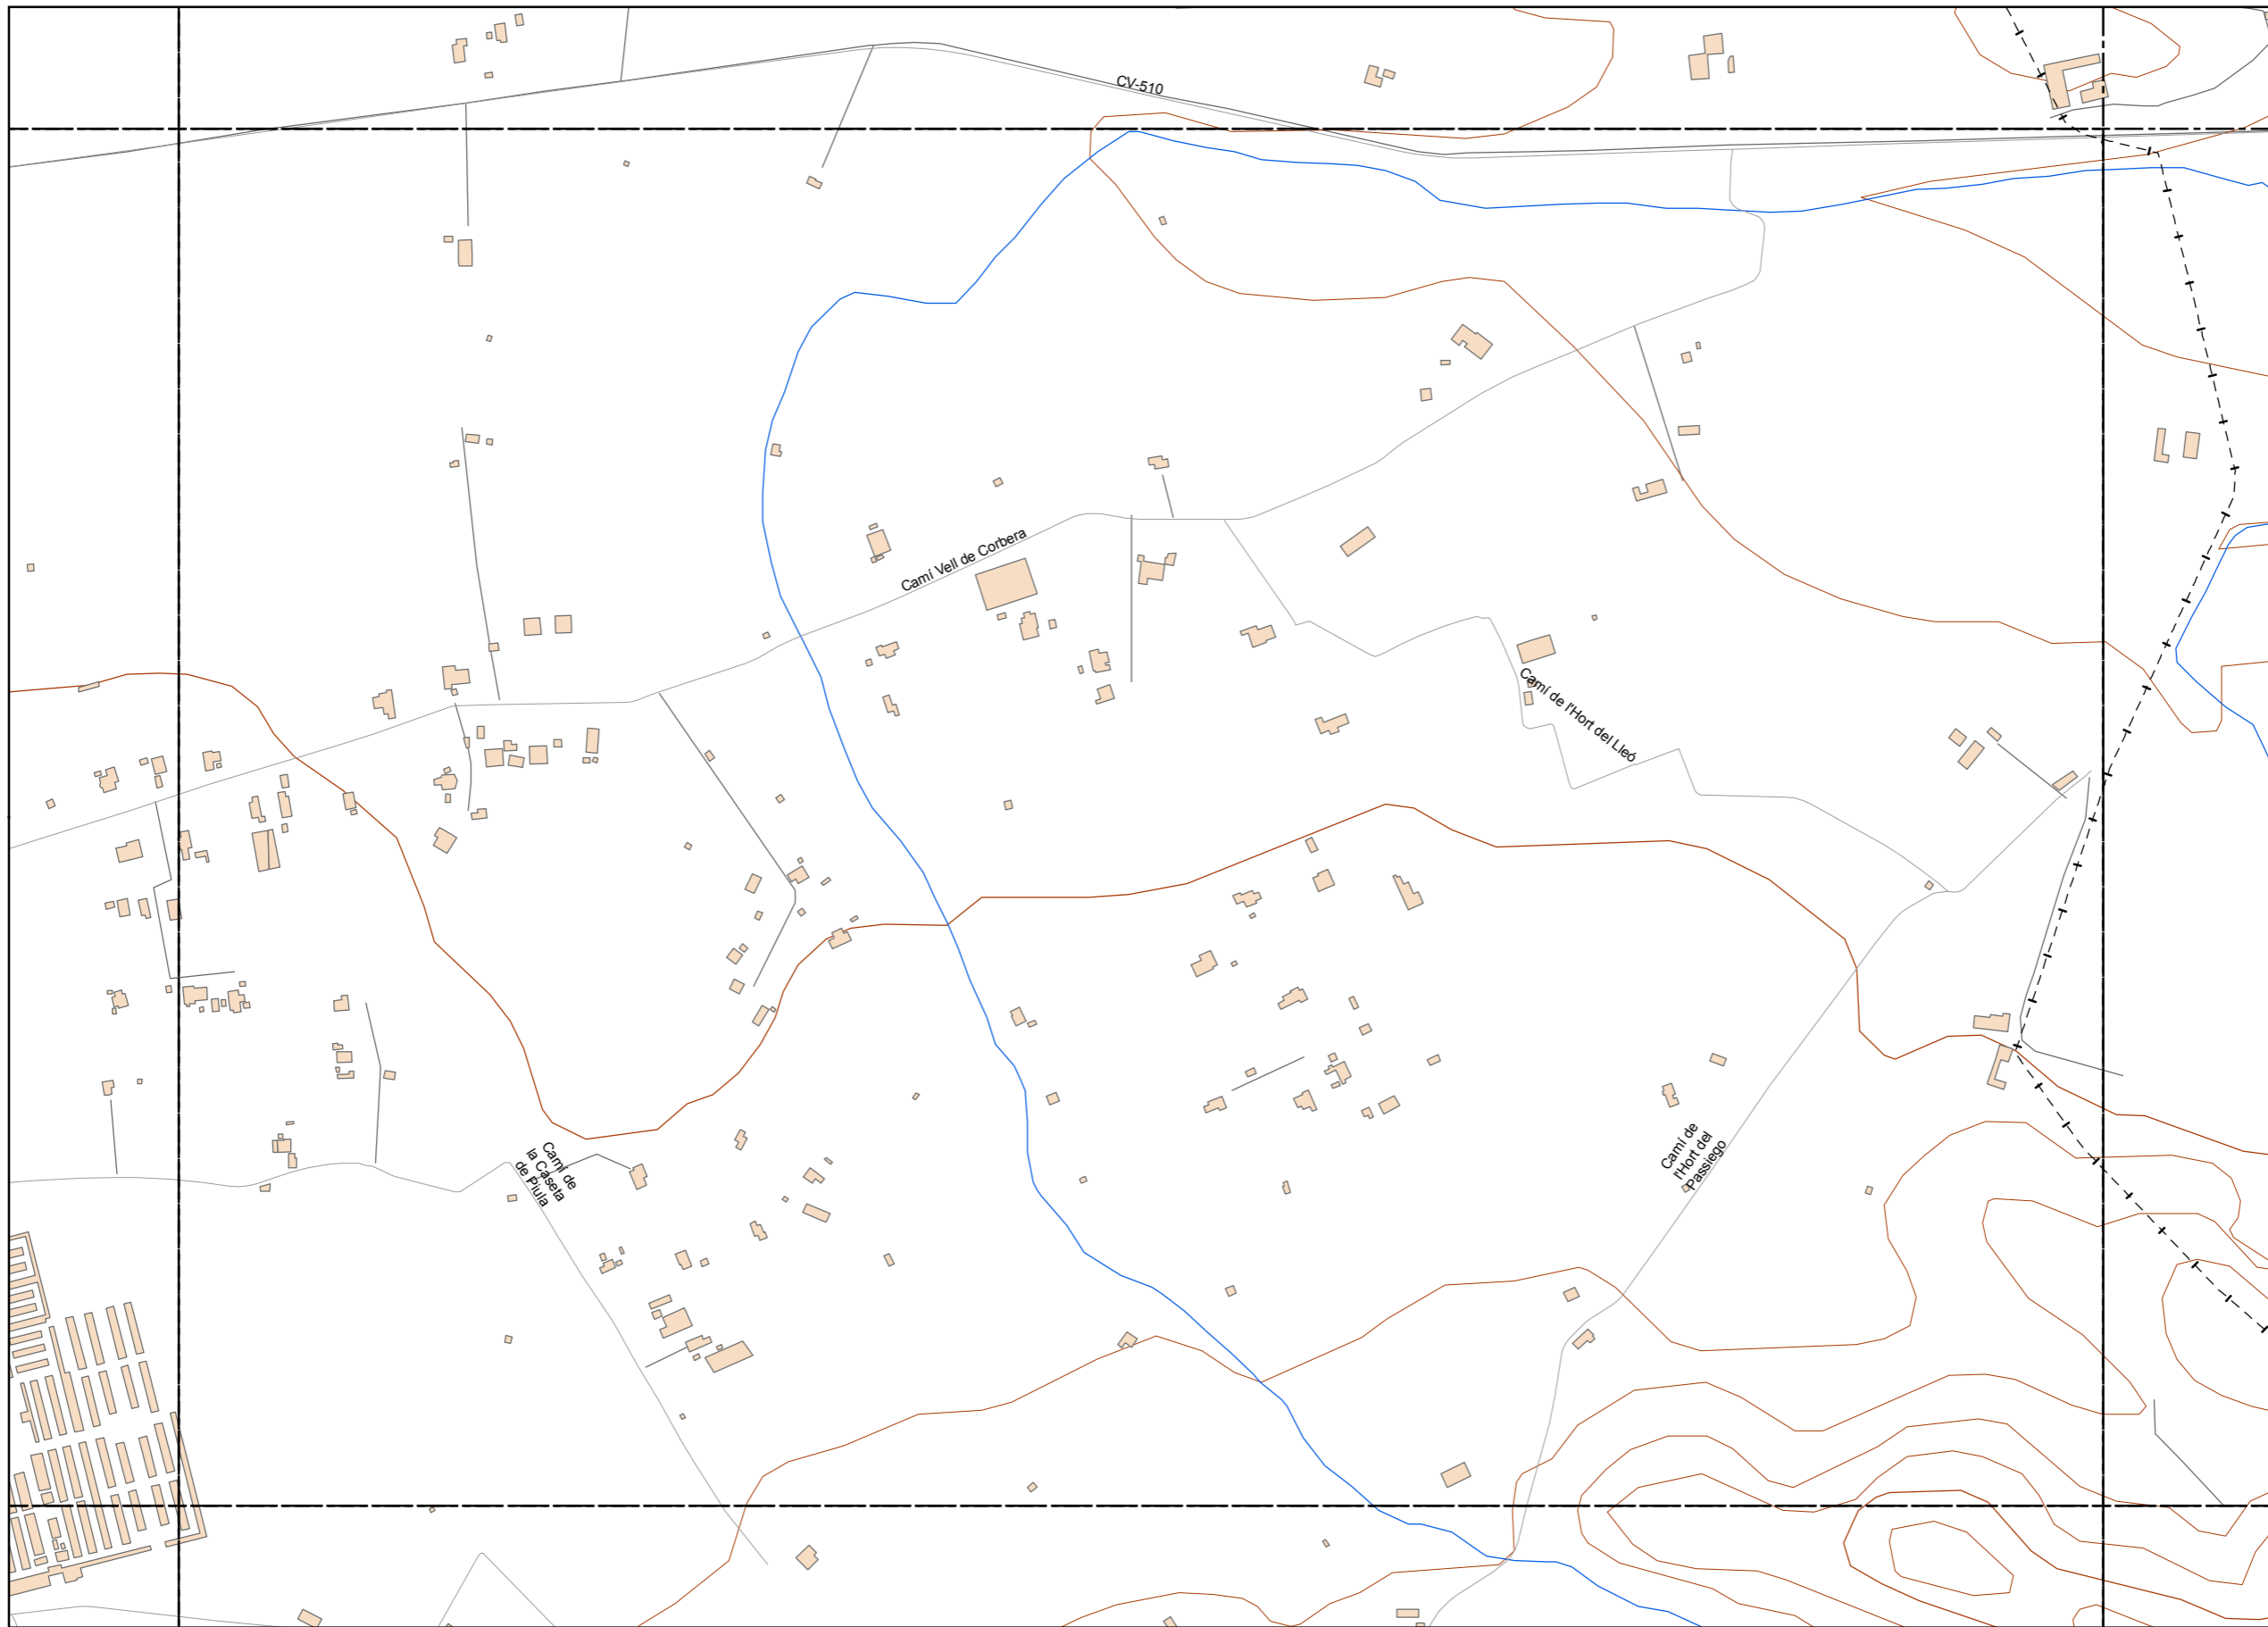 CV-510
Camí Vell de Corbera
Camí de l'Hort del Lleó
Camí de
l'Hort del
Passiego
Camí de
la Caseta
de Piula